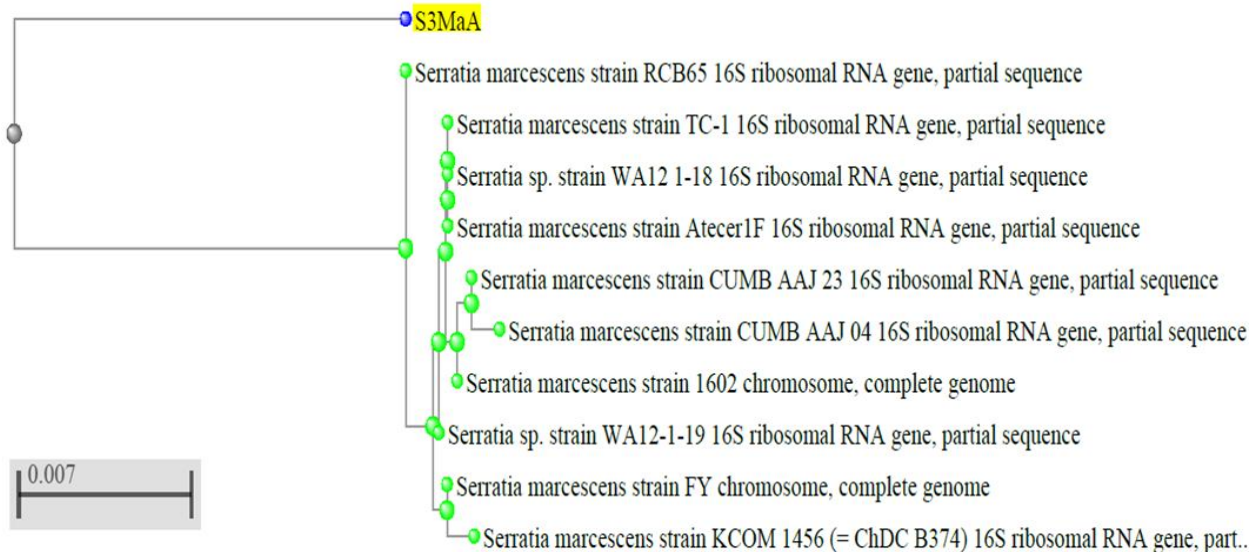 S3MaA
Serratia marcescens strain RCB65 16S ribosomal RNA gene, partial sequence
Serratia marcescens strain TC-1 16S ribosomal RNA gene, partial sequence
Serratia sp. strain WA12 1-18 16S ribosomal RNA gene, partial sequence
Serratia marcescens strain Atecer1F 16S ribosomal RNA gene, partial sequence
Serratia marcescens strain CUMB AAJ 23 16S ribosomal RNA gene, partial sequence
Serratia marcescens strain CUMB AAJ 04 16S ribosomal RNA gene, partial sequence
Serratia marcescens strain 1602 chromosome, complete genome
Serratia sp. strain WA12-1-19 16S ribosomal RNA gene, partial sequence
0.007
Serratia marcescens strain FY chromosome, complete genome
Serratia marcescens strain KCOM 1456 (= ChDC B374) 16S ribosomal RNA gene, part..